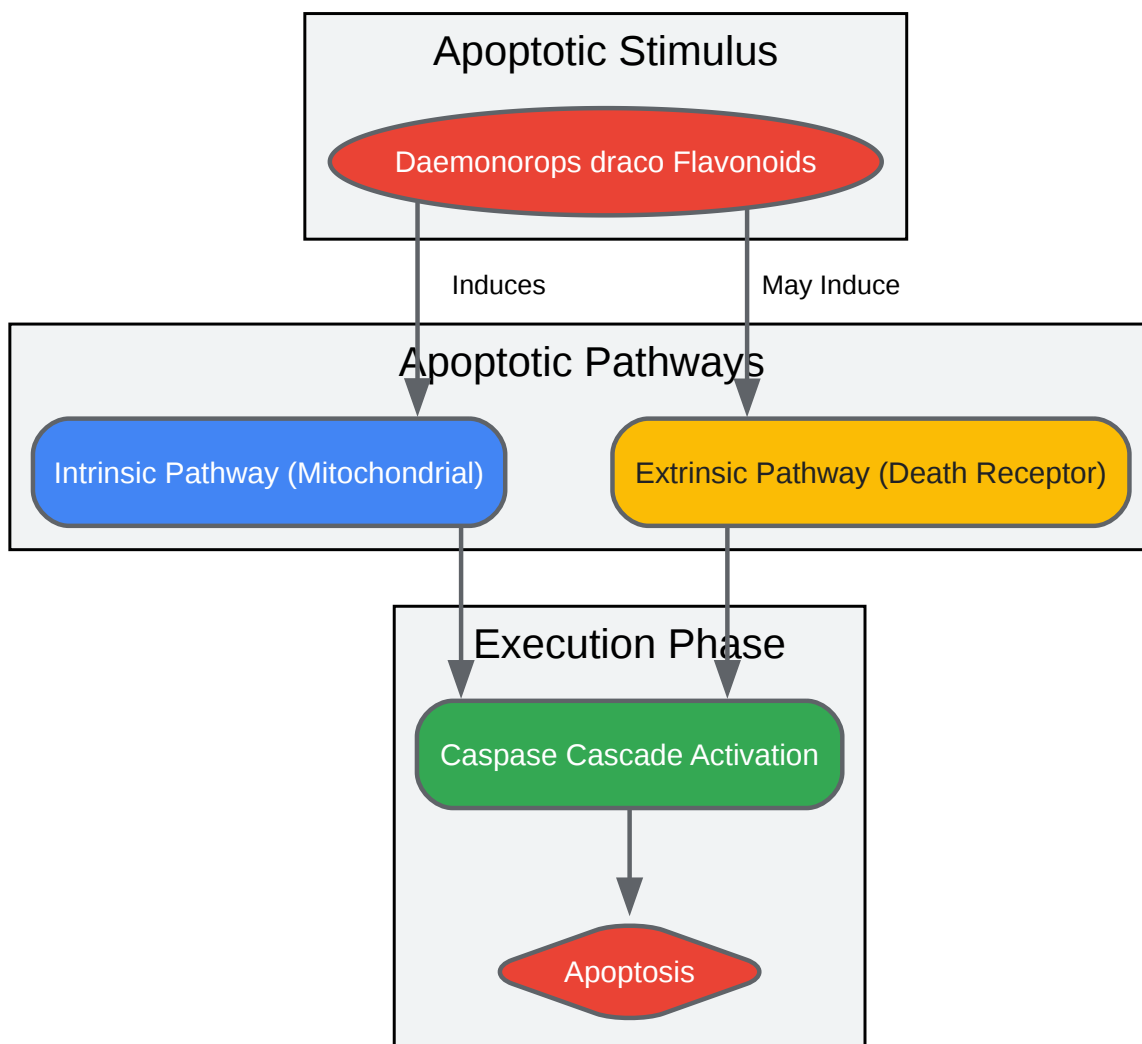 Apoptotic Stimulus
Daemonorops draco Flavonoids
Induces
May Induce
Apoptotic Pathways
Intrinsic Pathway (Mitochondrial)
Extrinsic Pathway (Death Receptor)
Execution Phase
Caspase Cascade Activation
Apoptosis